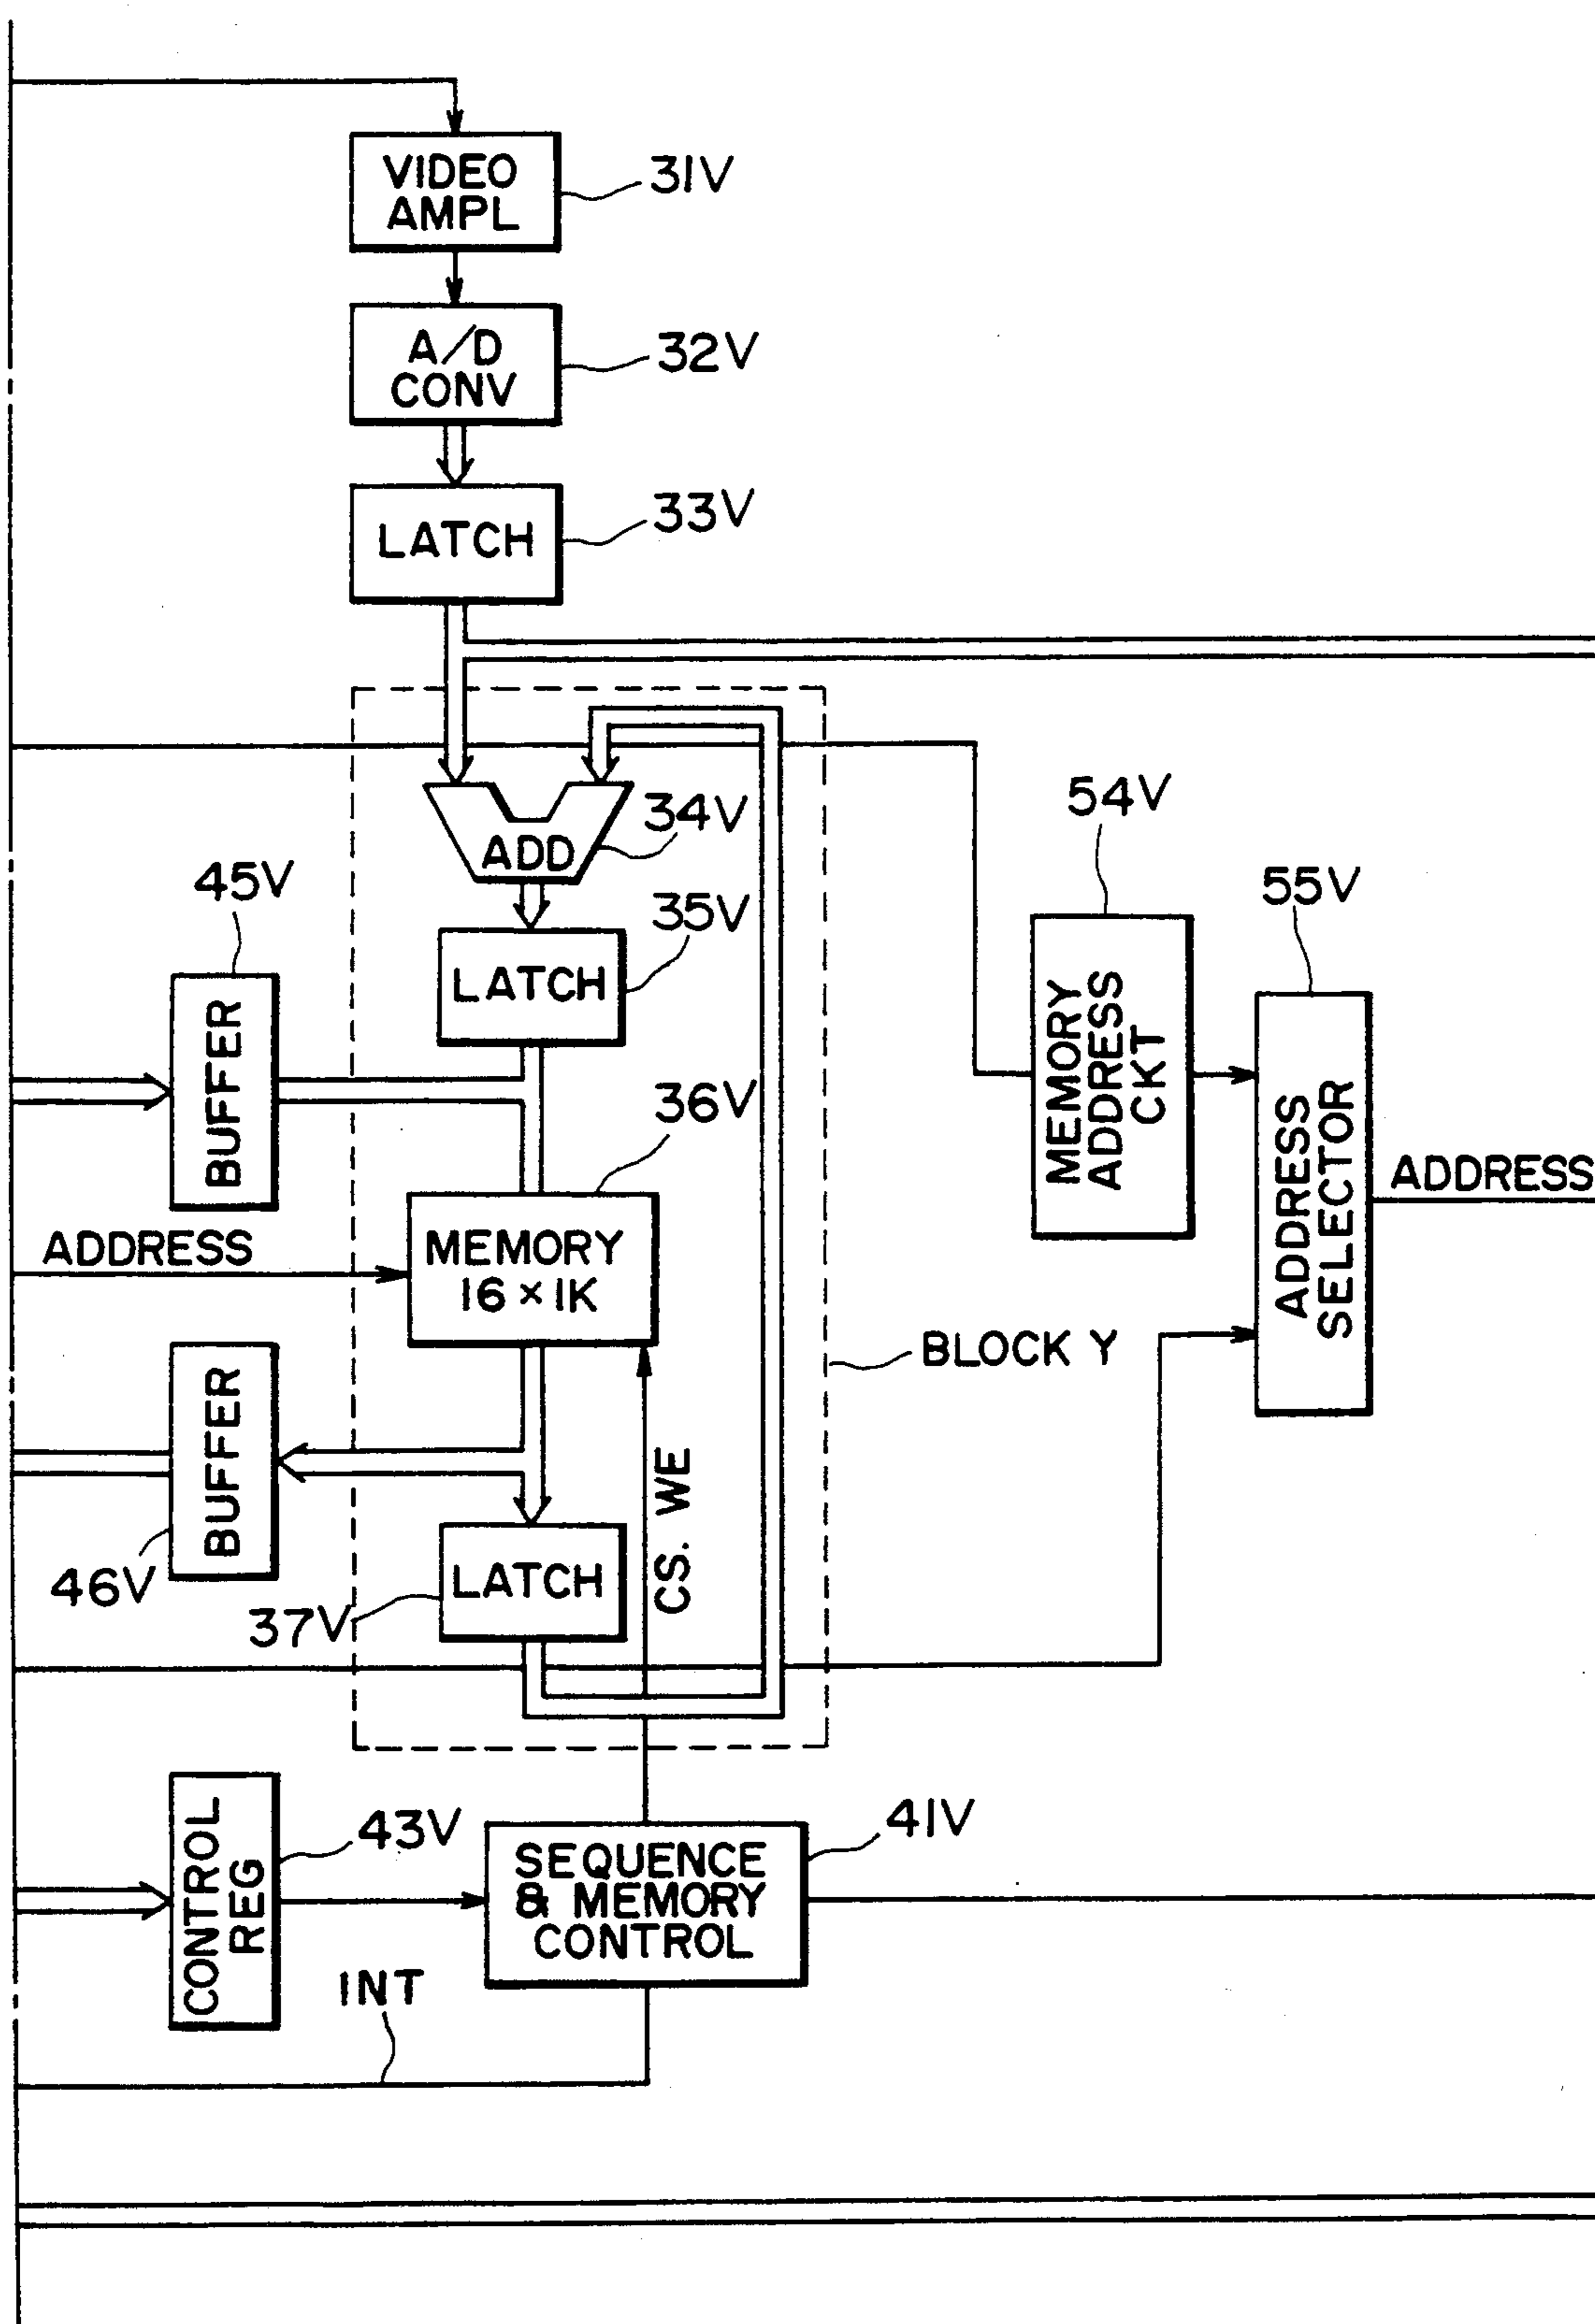 VIDEO
AMPL
31V
A/D
CONV
32V
LATCH
33V
ADD
34V
54V
45V
55V
LATCH
35V
BUFFER
MEMORY
ADDRESS
CKT
36V
ADDRESS
SELECTOR
ADDRESS
ADDRESS
MEMORY
16 × 1K
BLOCK Y
BUFFER
46V
CS. WE
LATCH
37V
CONTROL
REG
43V
SEQUENCE
& MEMORY
CONTROL
41V
INT